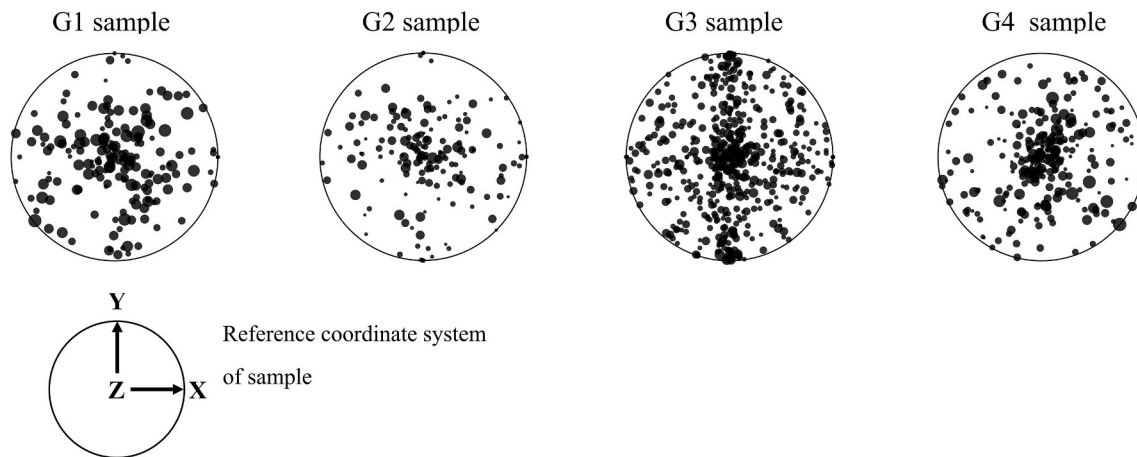 G1 sample
G2 sample
G3 sample
G4 sample
Y
Z
X
Reference coordinate system
of sample